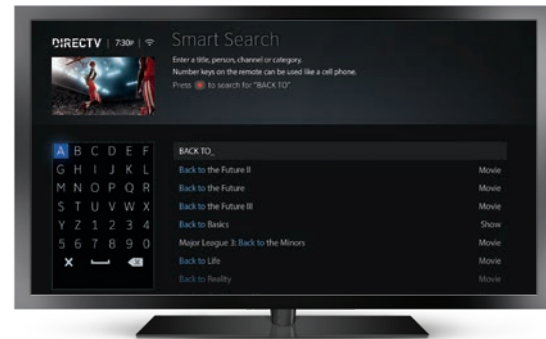 DIRECTV | 7:30P
Smart Search
Enter a title, person, channel or category.
Number keys on the remote can be used like a cell phone.
Press to search for "BACK TO"
A B C D E F
G H I J K L
M N O P Q R
S T U V W X
Y Z 1 2 3 4
5 6 7 8 9 0
BACK TO_
Back to the Future II Movie
Back to the Future Movie
Back to the Future III Movie
Back to Basics Show
Major League 3: Back to the Minors Movie
Back to Life Movie
Back to Reality Movie